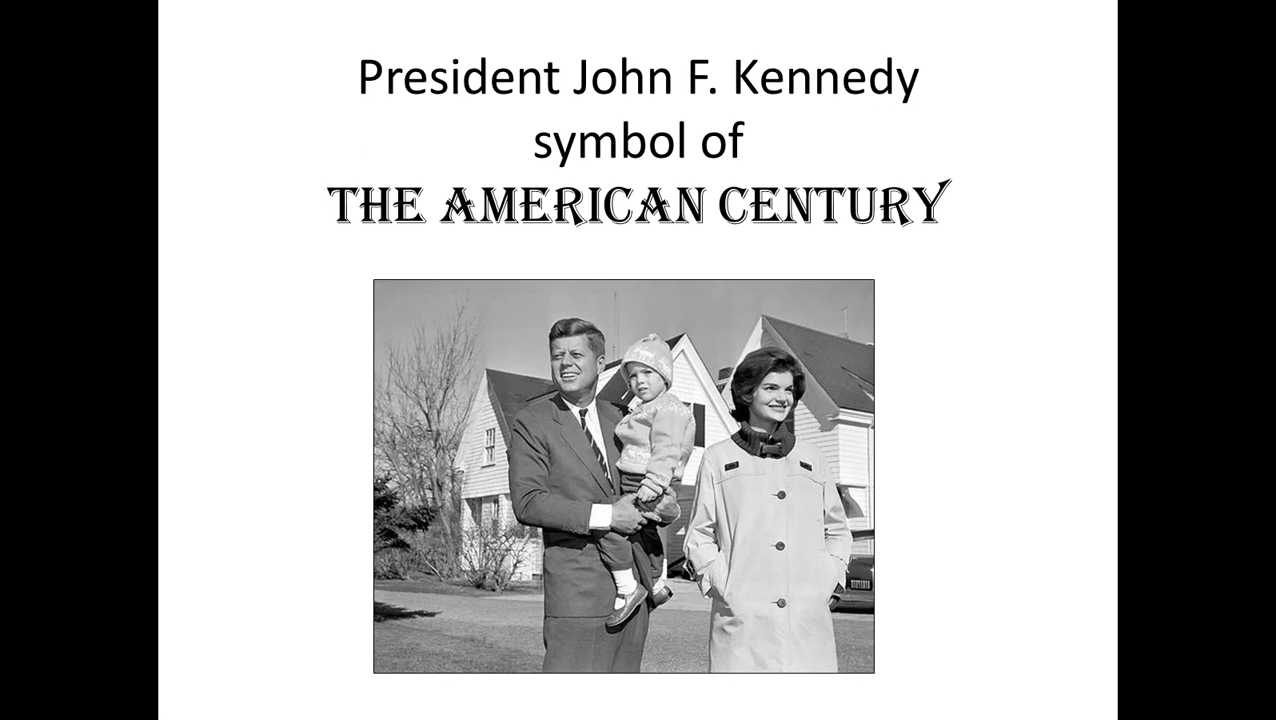 President John F. Kennedy
symbol of
THE AMERICAN CENTURY